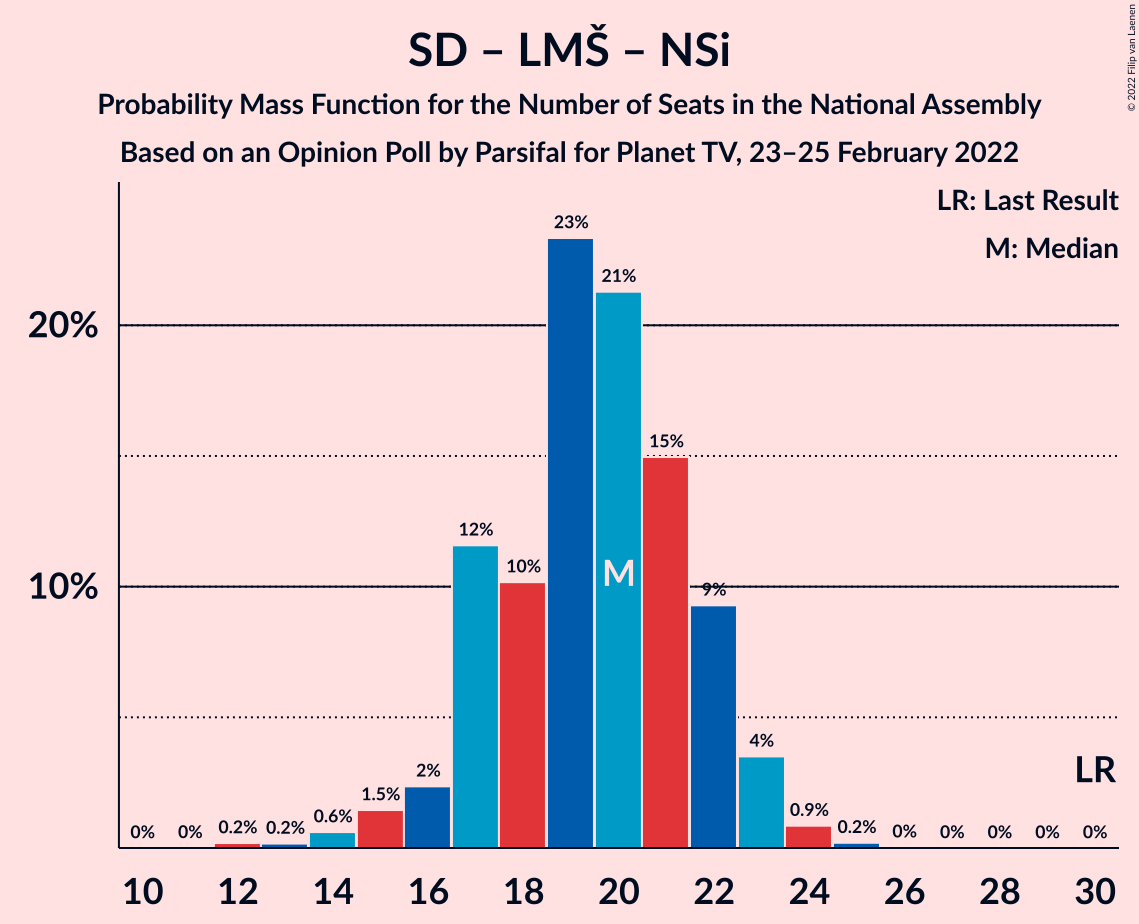 SD – LMŠ – NSi
Probability Mass Function for the Number of Seats in the National Assembly
Based on an Opinion Poll by Parsifal for Planet TV, 23–25 February 2022
© 2022 Filip van Laenen
LR: Last Result
M: Median
20%
10%
0%
0%
0.2%
0.2%
0.6%
1.5%
2%
12%
10%
23%
21%
15%
9%
4%
0.9%
0.2%
0%
0%
0%
0%
0%
M
LR
10 12 14 16 18 20 22 24 26 28 30